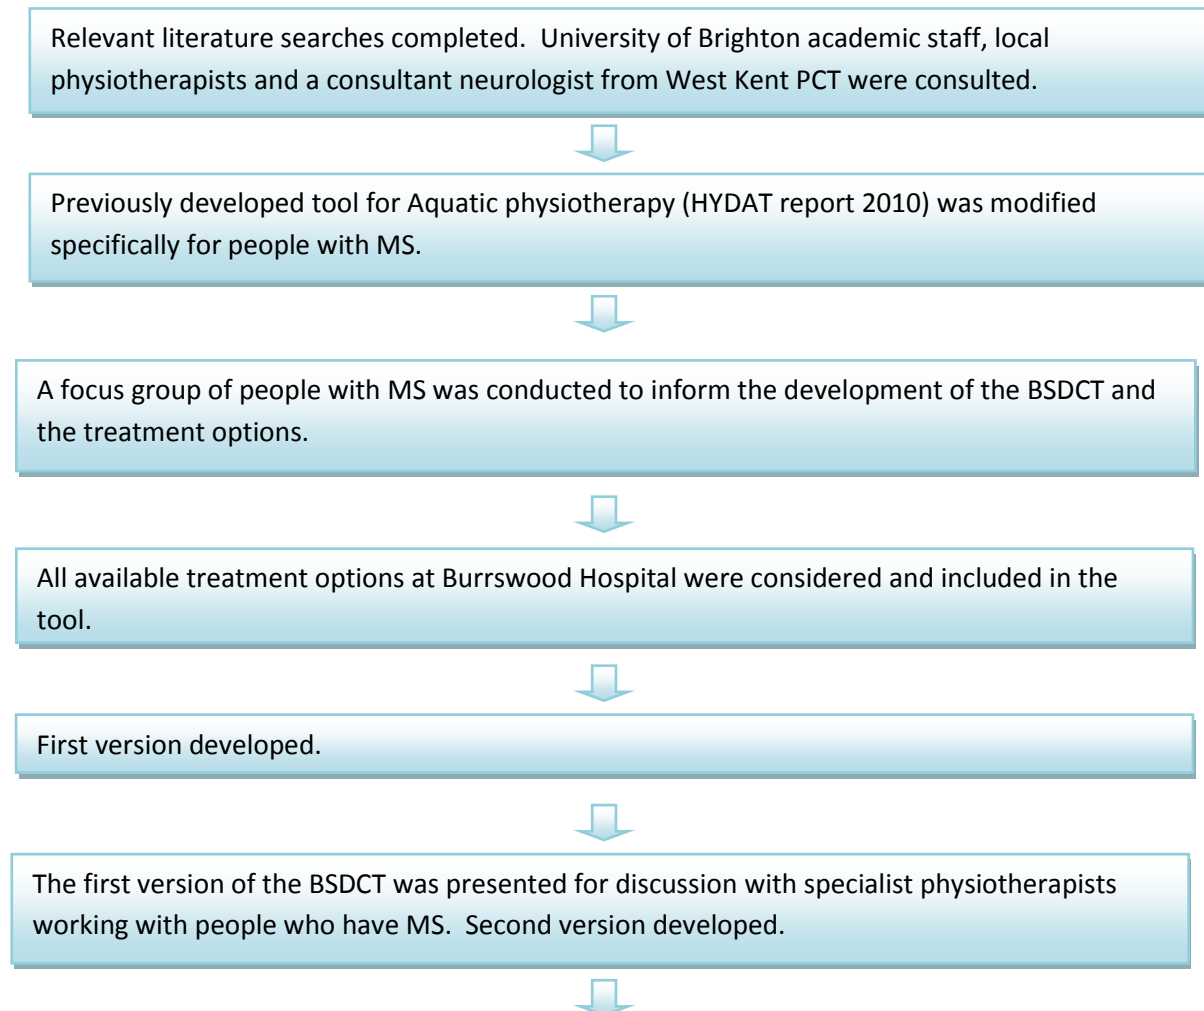 Relevant literature searches completed.  University of Brighton academic staff, local
physiotherapists and a consultant neurologist from West Kent PCT were consulted.
Previously developed tool for Aquatic physiotherapy (HYDAT report 2010) was modified
specifically for people with MS.
A focus group of people with MS was conducted to inform the development of the BSDCT and
the treatment options.
All available treatment options at Burrswood Hospital were considered and included in the
tool.
First version developed.
The first version of the BSDCT was presented for discussion with specialist physiotherapists
working with people who have MS.  Second version developed.